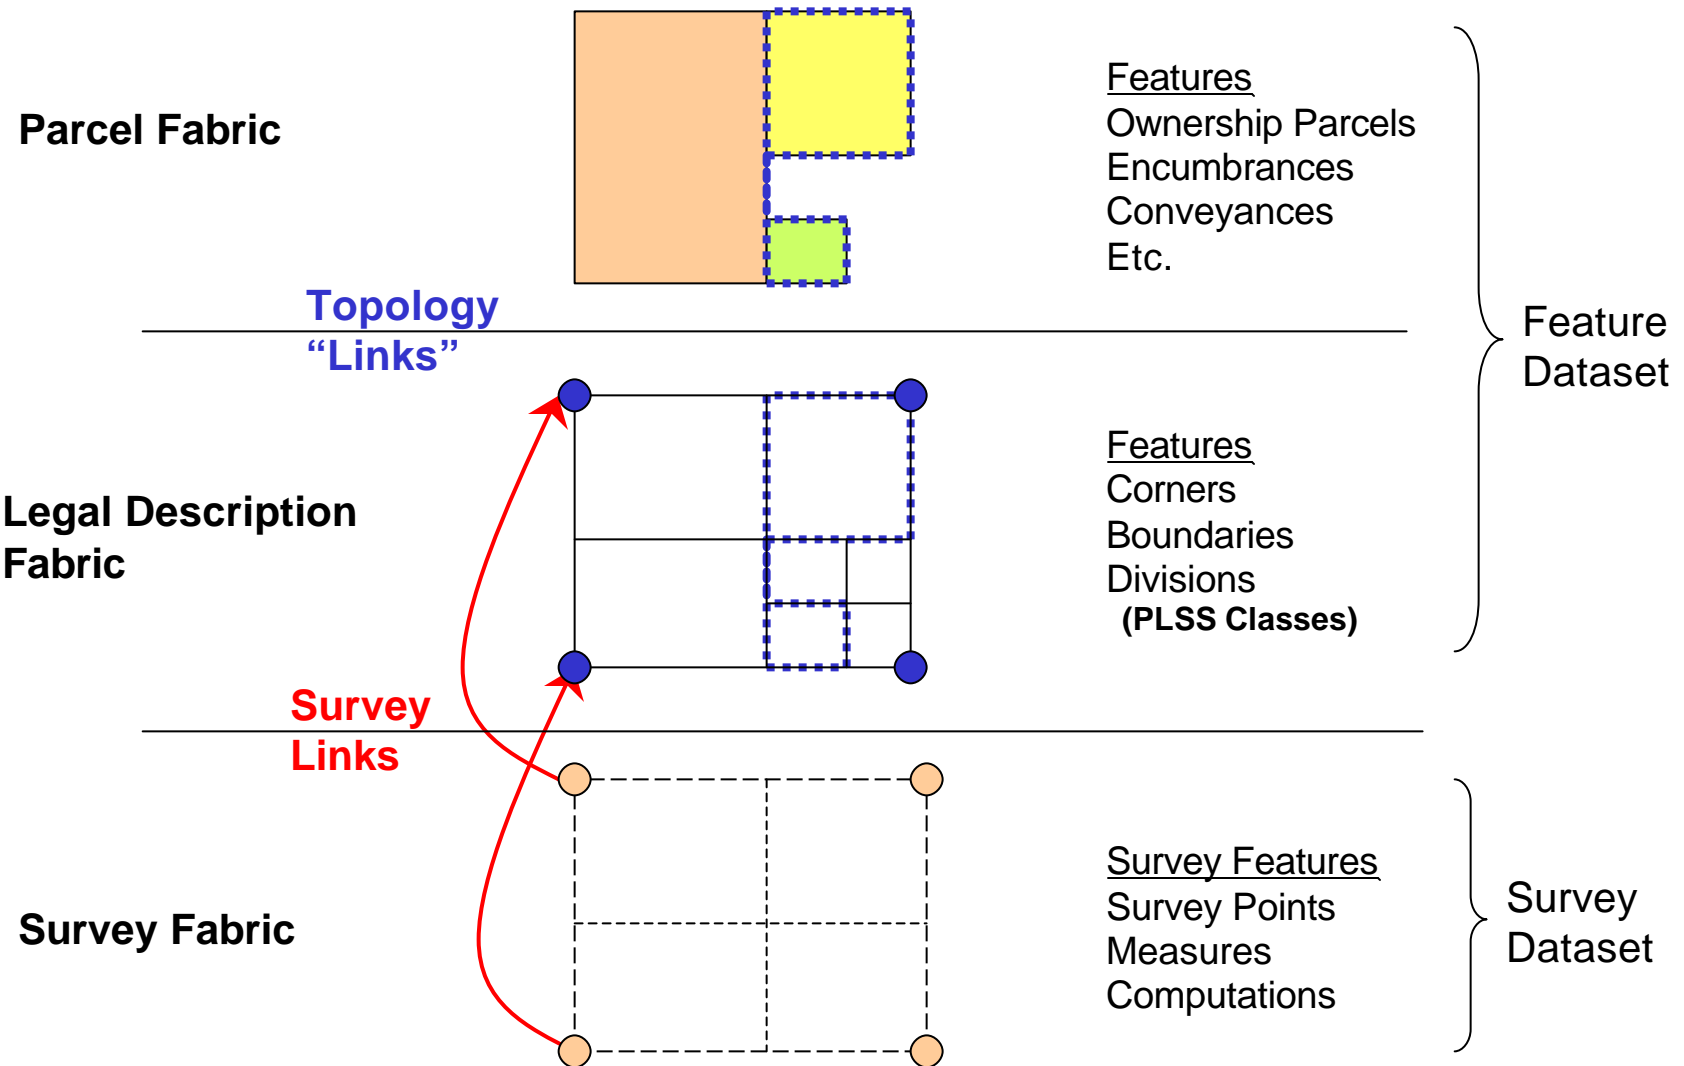 Parcel Fabric
Features
Ownership Parcels
Encumbrances
Conveyances
Etc.
Topology
“Links”
Feature
Dataset
Legal Description
Fabric
Features
Corners
Boundaries
Divisions
(PLSS Classes)
Survey
Links
Survey Fabric
Survey Features
Survey Points
Measures
Computations
Survey
Dataset